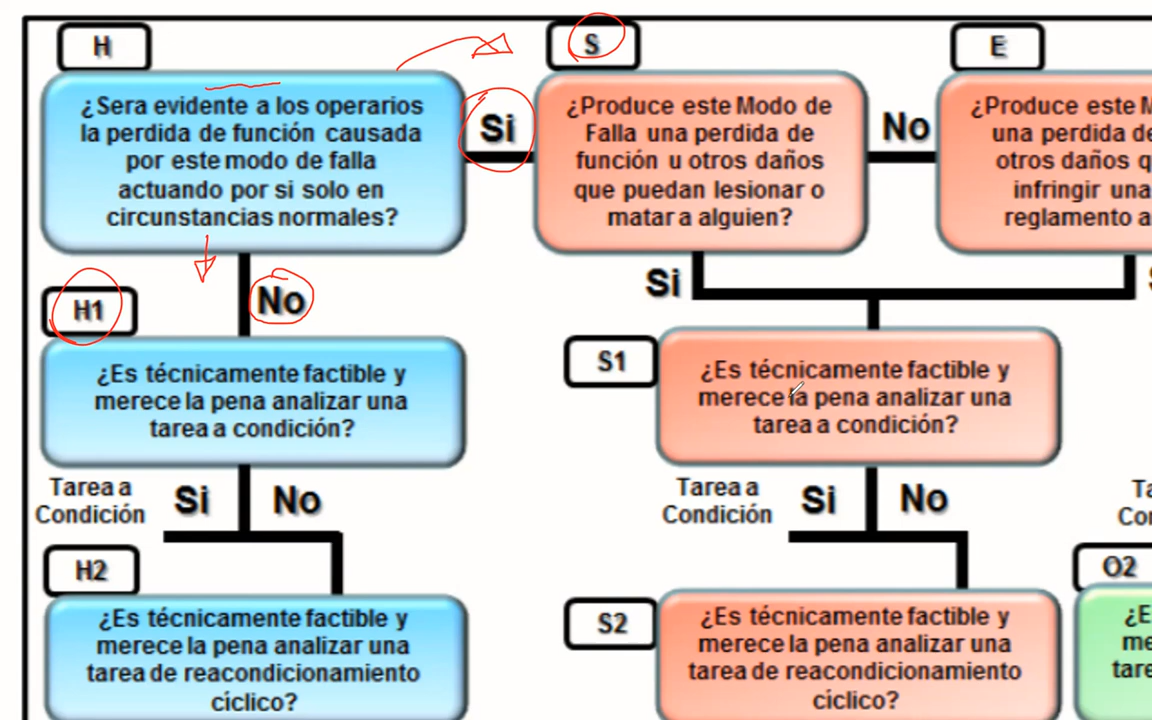 H
¿Sera evidente a los operarios
la perdida de función causada
por este modo de falla
actuando por si solo en
circunstancias normales?
Si
S
¿Produce este Modo de
Falla una perdida de
función u otros daños
que puedan lesionar o
matar a alguien?
No
E
¿Produce este
una perdida
otros daños
infringir una
reglamento
No
Si
H1
¿Es técnicamente factible y
merece la pena analizar una
tarea a condición?
S1
¿Es técnicamente factible y
merece la pena analizar una
tarea a condición?
Tarea a
Condición
Si
No
Tarea a
Condición
Si
No
H2
¿Es técnicamente factible y
merece la pena analizar una
tarea de reacondicionamiento
cíclico?
S2
¿Es técnicamente factible y
merece la pena analizar una
tarea de reacondicionamiento
cíclico?
O2